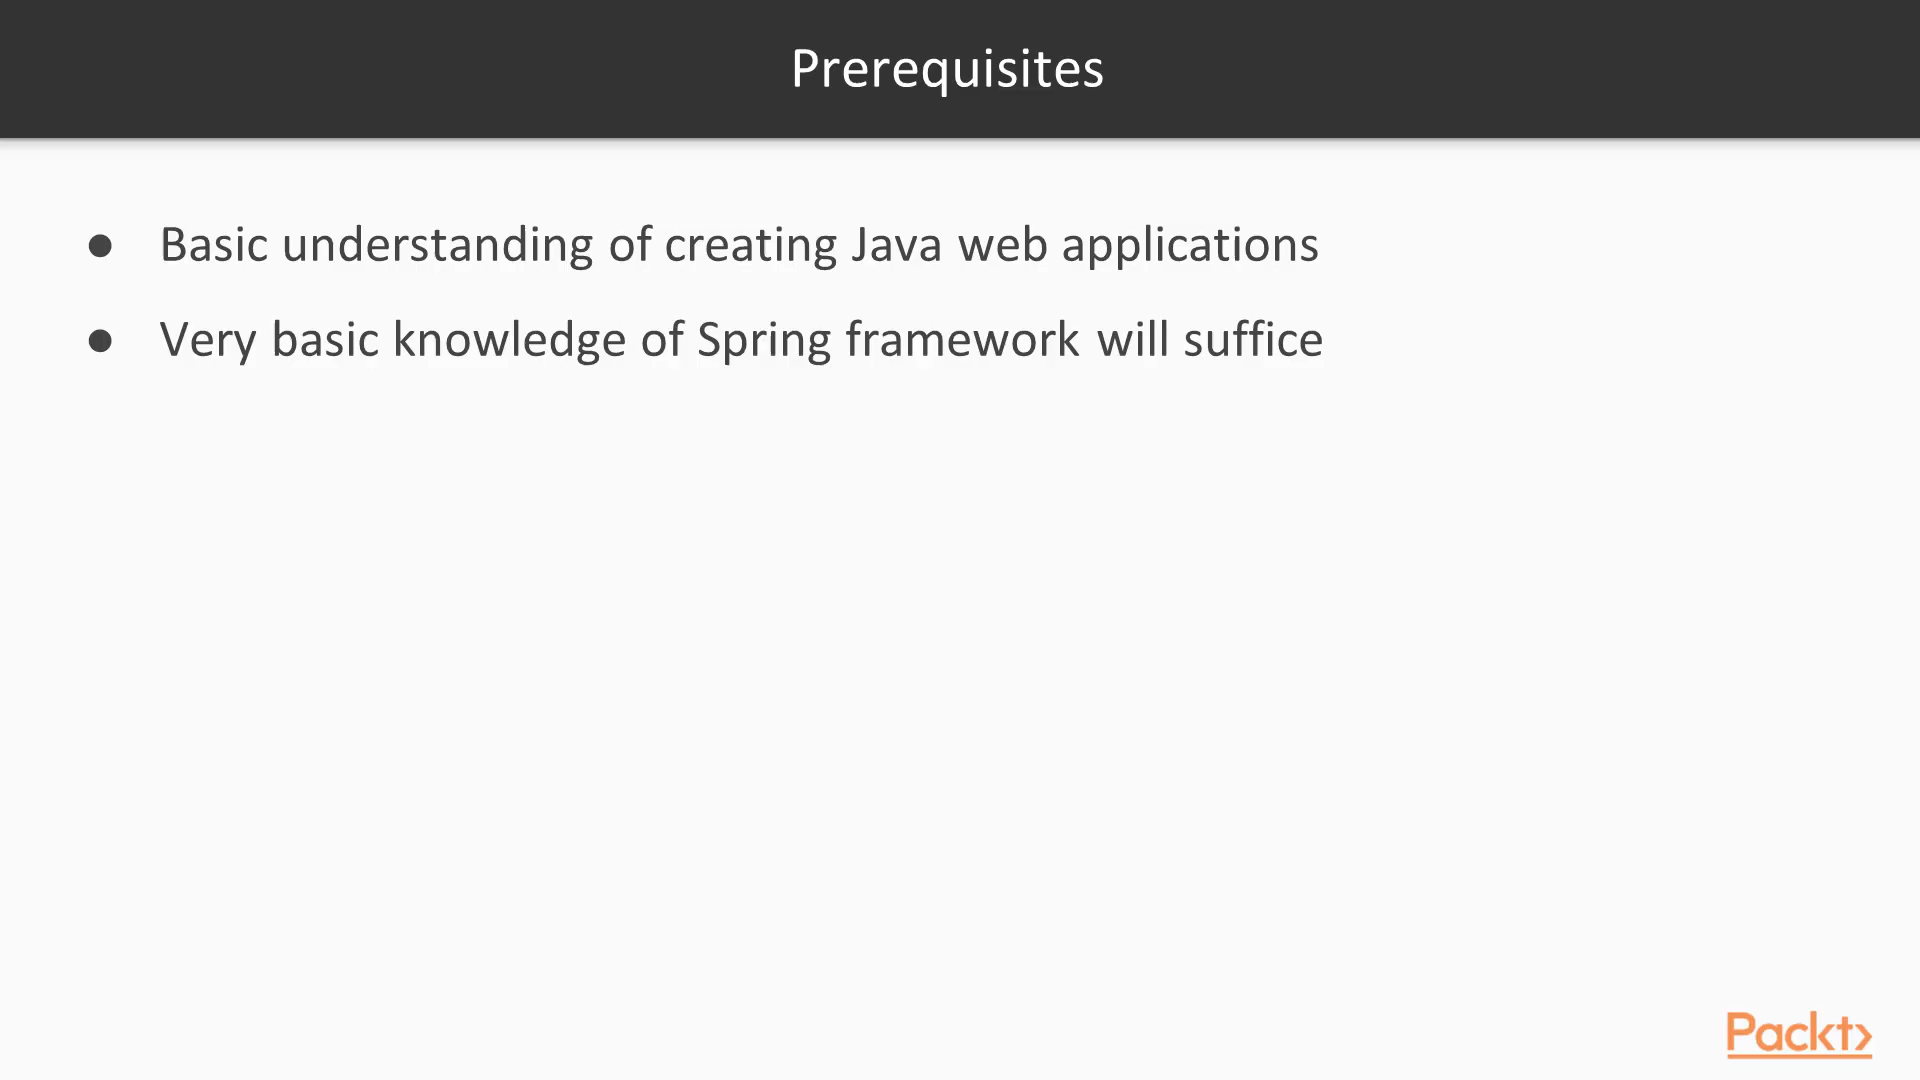 Prerequisites
● Basic understanding of creating Java web applications
● Very basic knowledge of Spring framework will suffice
Packt>